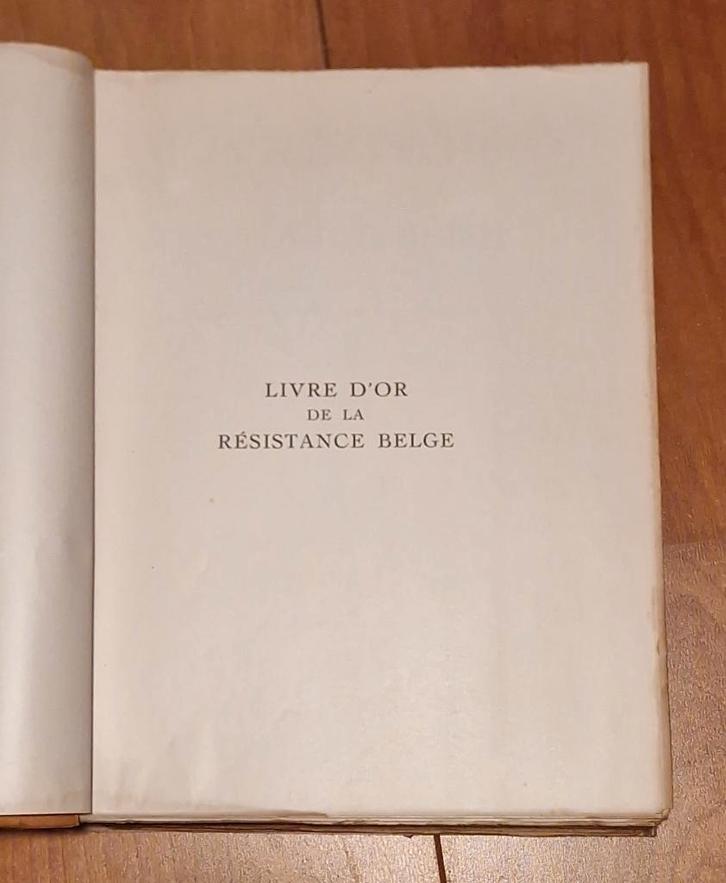 LIVRE D'OR
DE LA
RÉSISTANCE BELGE